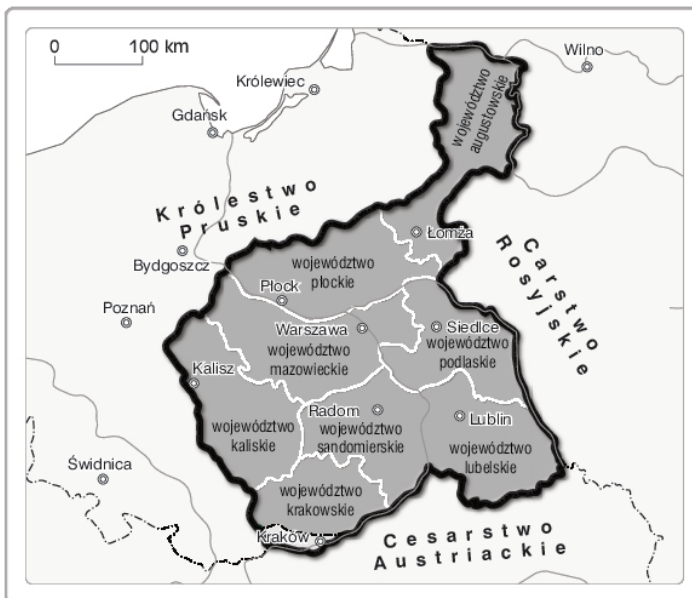 0 100 km
Wilno
Królewiec
Gdańsk
województwo
augustowskie
Królestwo
Pruskie
Łomża
Bydgoszcz
województwo
płockie
Carstwo
Rosyjskie
Płock
Poznań
Warszawa
Siedlce
województwo
mazowieckie
województwo
podlaskie
Kalisz
Radom
Lublin
województwo
kaliskie
województwo
sandomierskie
województwo
lubelskie
Świdnica
województwo
krakowskie
Kraków
Cesarstwo
Austriackie